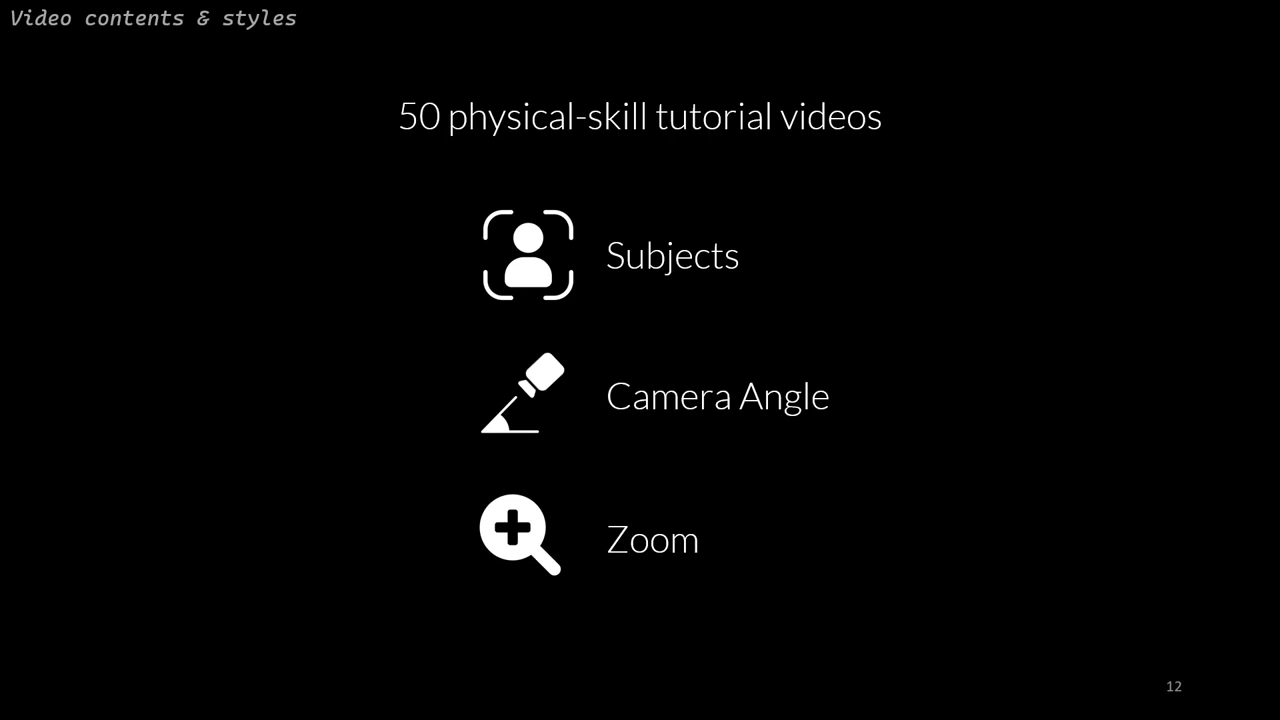 Video contents & styles
50 physical-skill tutorial videos
Subjects
Camera Angle
Zoom
12